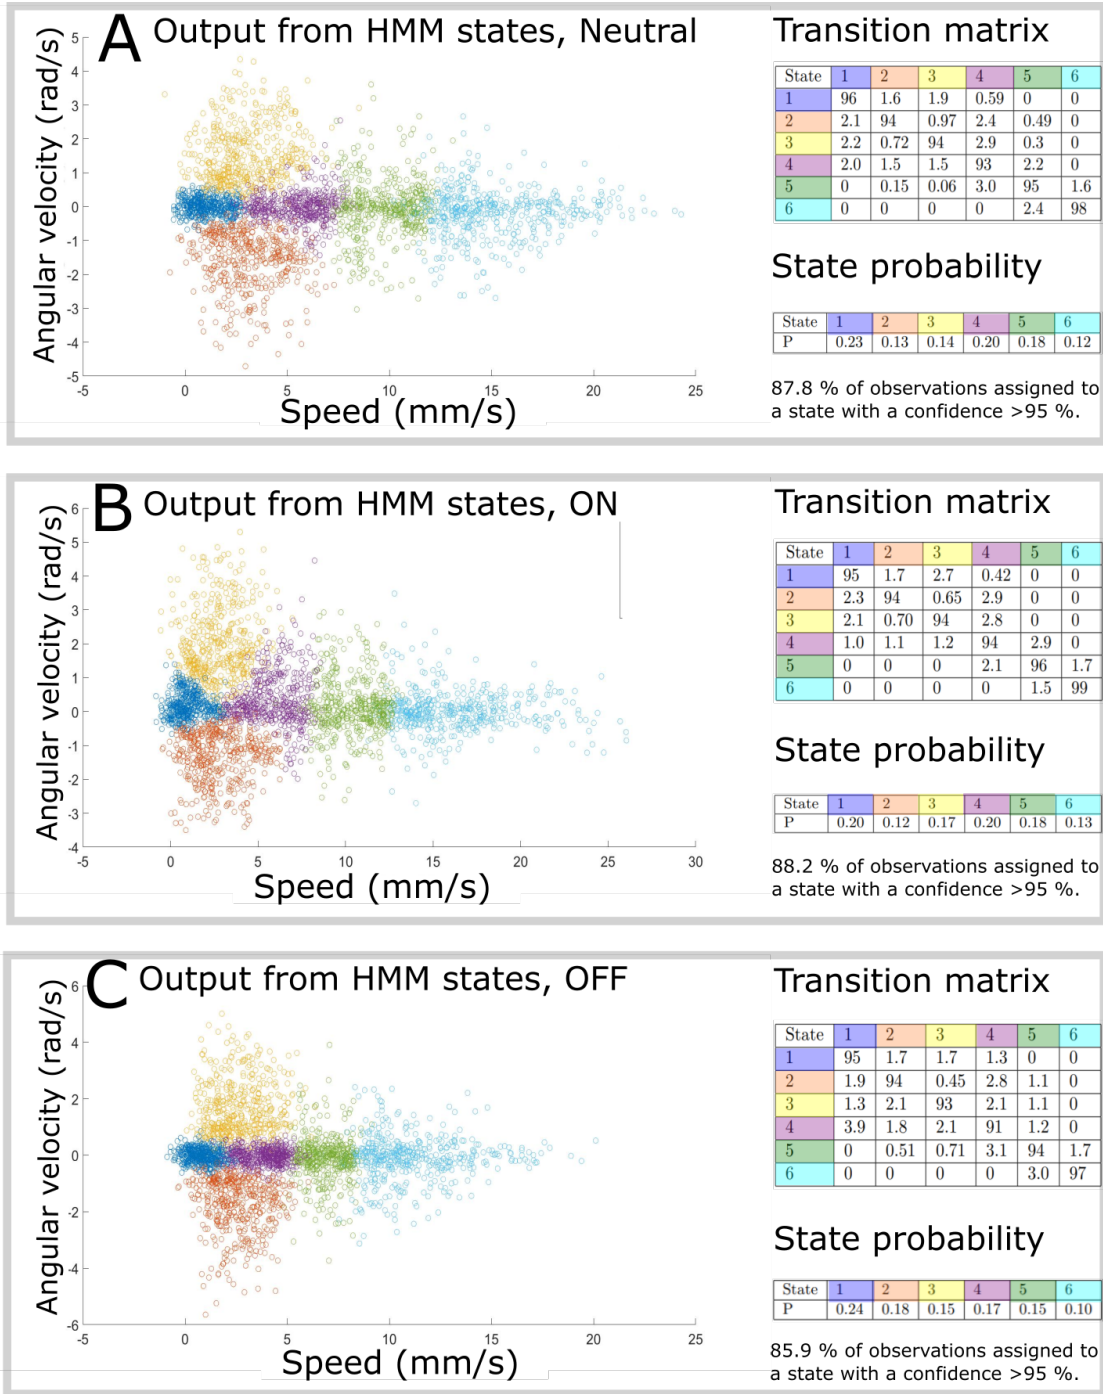 A Output from HMM states, Neutral
Angular velocity (rad/s)
5
4
3
2
1
0
-1
-2
-3
-4
-5
-5 0 5 10 15 20 25
Speed (mm/s)
Transition matrix
State 1 2 3 4 5 6
1 96 1.6 1.9 0.59 0 0
2 2.1 94 0.97 2.4 0.49 0
3 2.2 0.72 94 2.9 0.3 0
4 2.0 1.5 1.5 93 2.2 0
5 0 0.15 0.06 3.0 95 1.6
6 0 0 0 0 2.4 98
State probability
State 1 2 3 4 5 6
P 0.23 0.13 0.14 0.20 0.18 0.12
87.8 % of observations assigned to
a state with a confidence >95 %.
B Output from HMM states, ON
Angular velocity (rad/s)
6
5
4
3
2
1
0
-1
-2
-3
-4
-5 0 5 10 15 20 25 30
Speed (mm/s)
Transition matrix
State 1 2 3 4 5 6
1 95 1.7 2.7 0.42 0 0
2 2.3 94 0.65 2.9 0 0
3 2.1 0.70 94 2.8 0 0
4 1.0 1.1 1.2 94 2.9 0
5 0 0 0 2.1 96 1.7
6 0 0 0 0 1.5 99
State probability
State 1 2 3 4 5 6
P 0.20 0.12 0.17 0.20 0.18 0.13
88.2 % of observations assigned to
a state with a confidence >95 %.
C Output from HMM states, OFF
Angular velocity (rad/s)
6
4
2
0
-2
-4
-6
-5 0 5 10 15 20 25
Speed (mm/s)
Transition matrix
State 1 2 3 4 5 6
1 95 1.7 1.7 1.3 0 0
2 1.9 94 0.45 2.8 1.1 0
3 1.3 2.1 93 2.1 1.1 0
4 3.9 1.8 2.1 91 1.2 0
5 0 0.51 0.71 3.1 94 1.7
6 0 0 0 0 3.0 97
State probability
State 1 2 3 4 5 6
P 0.24 0.18 0.15 0.17 0.15 0.10
85.9 % of observations assigned to
a state with a confidence >95 %.